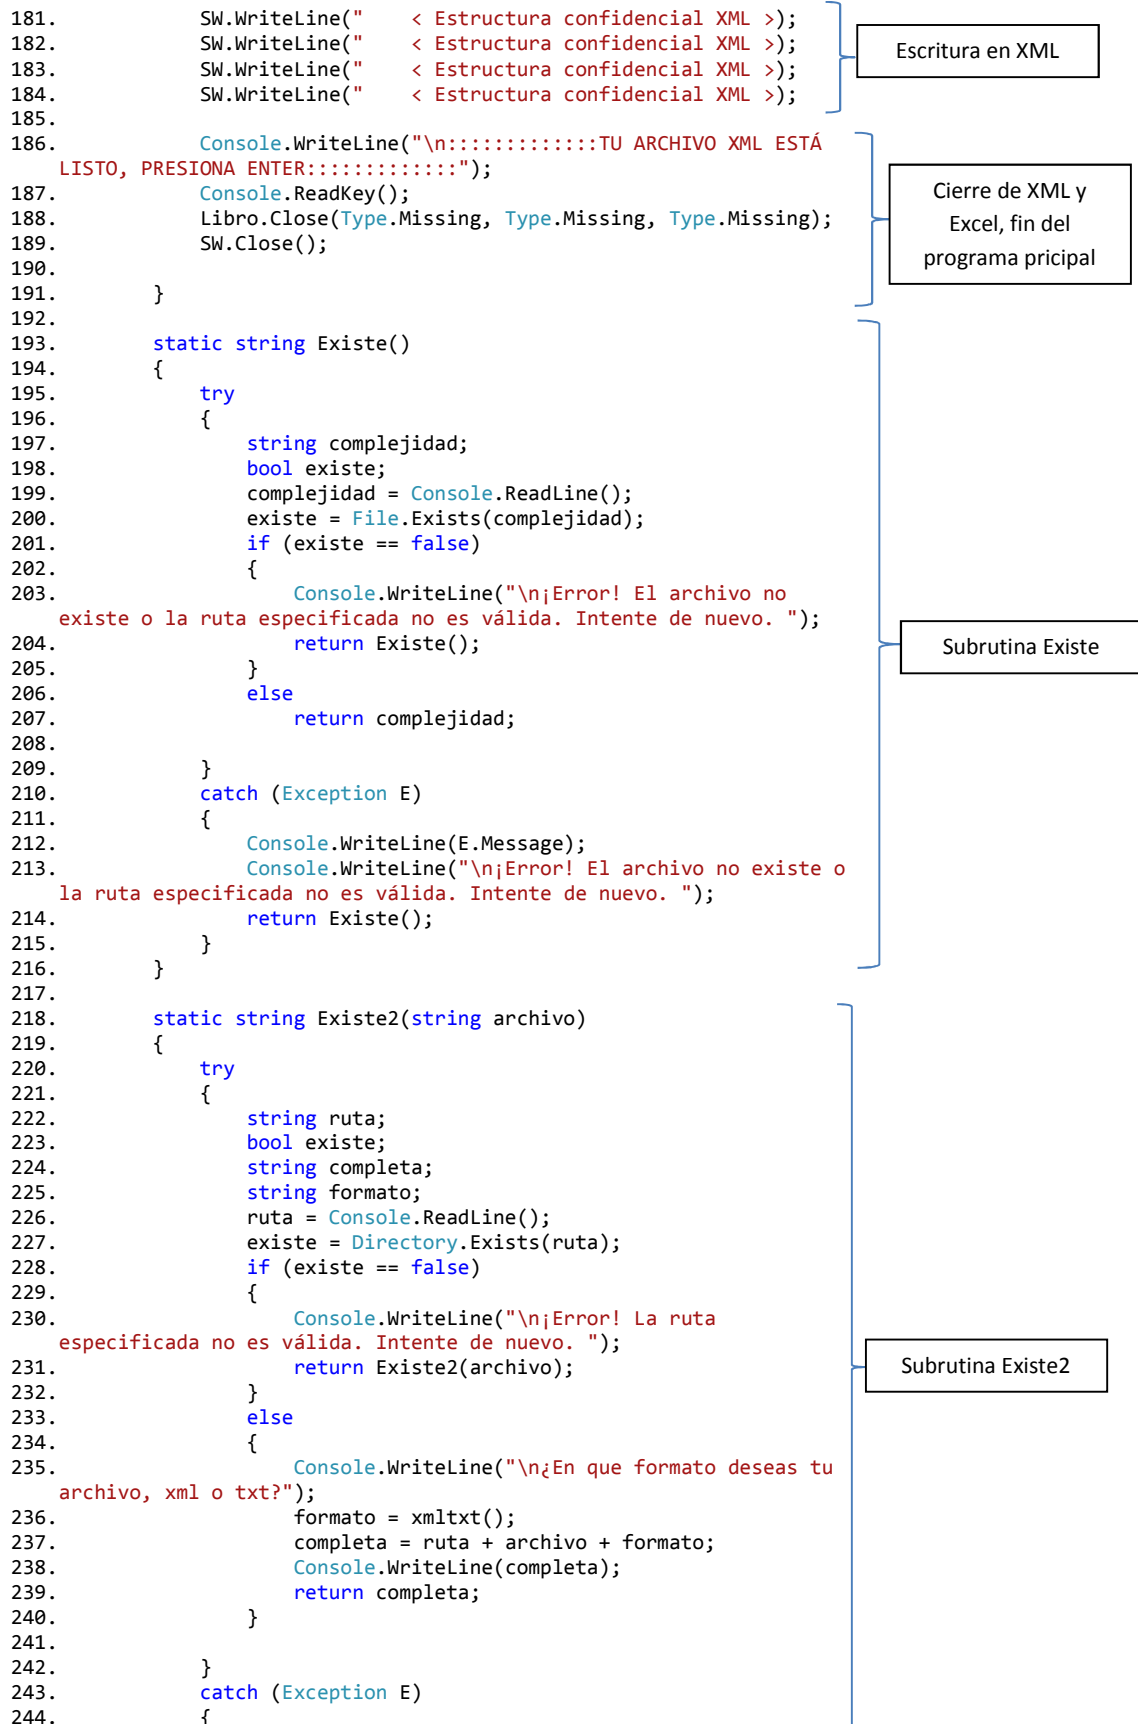 181.            SW.WriteLine("    < Estructura confidencial XML >);
182.            SW.WriteLine("    < Estructura confidencial XML >);
183.            SW.WriteLine("    < Estructura confidencial XML >);
184.            SW.WriteLine("    < Estructura confidencial XML >);
Escritura en XML
185.
186.            Console.WriteLine("\n:::::::::::::TU ARCHIVO XML ESTÁ
LISTO, PRESIONA ENTER:::::::::::::");
187.            Console.ReadKey();
188.            Libro.Close(Type.Missing, Type.Missing, Type.Missing);
189.            SW.Close();
190.
191.        }
Cierre de XML y
Excel, fin del
programa pricipal
192.
193.        static string Existe()
194.        {
195.            try
196.            {
197.                string complejidad;
198.                bool existe;
199.                complejidad = Console.ReadLine();
200.                existe = File.Exists(complejidad);
201.                if (existe == false)
202.                {
203.                    Console.WriteLine("\n¡Error! El archivo no
existe o la ruta especificada no es válida. Intente de nuevo. ");
204.                    return Existe();
205.                }
206.                else
207.                    return complejidad;
208.
209.            }
210.            catch (Exception E)
211.            {
212.                Console.WriteLine(E.Message);
213.                Console.WriteLine("\n¡Error! El archivo no existe o
la ruta especificada no es válida. Intente de nuevo. ");
214.                return Existe();
215.            }
216.        }
Subrutina Existe
217.
218.        static string Existe2(string archivo)
219.        {
220.            try
221.            {
222.                string ruta;
223.                bool existe;
224.                string completa;
225.                string formato;
226.                ruta = Console.ReadLine();
227.                existe = Directory.Exists(ruta);
228.                if (existe == false)
229.                {
230.                    Console.WriteLine("\n¡Error! La ruta
especificada no es válida. Intente de nuevo. ");
231.                    return Existe2(archivo);
232.                }
233.                else
234.                {
235.                    Console.WriteLine("\n¿En que formato deseas tu
archivo, xml o txt?");
236.                    formato = xmltxt();
237.                    completa = ruta + archivo + formato;
238.                    Console.WriteLine(completa);
239.                    return completa;
240.                }
241.
242.            }
243.            catch (Exception E)
244.            {
Subrutina Existe2